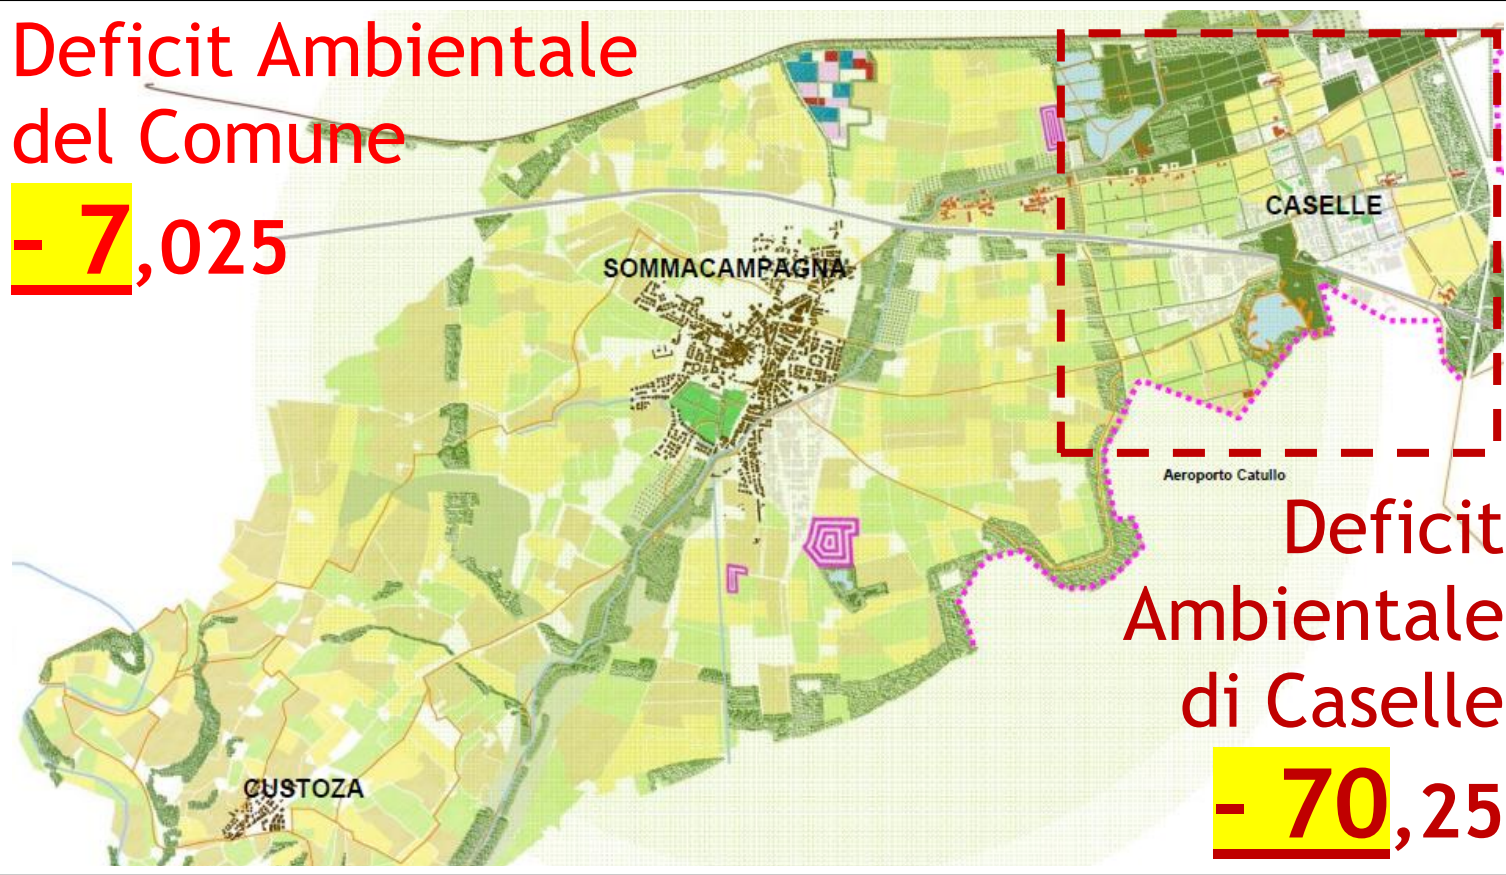 Deficit Ambientale
del Comune
- 7,025
CASELLE
SOMMACAMPAGNA
Aeroporto Catullo
Deficit
Ambientale
di Caselle
- 70,25
CUSTOZA